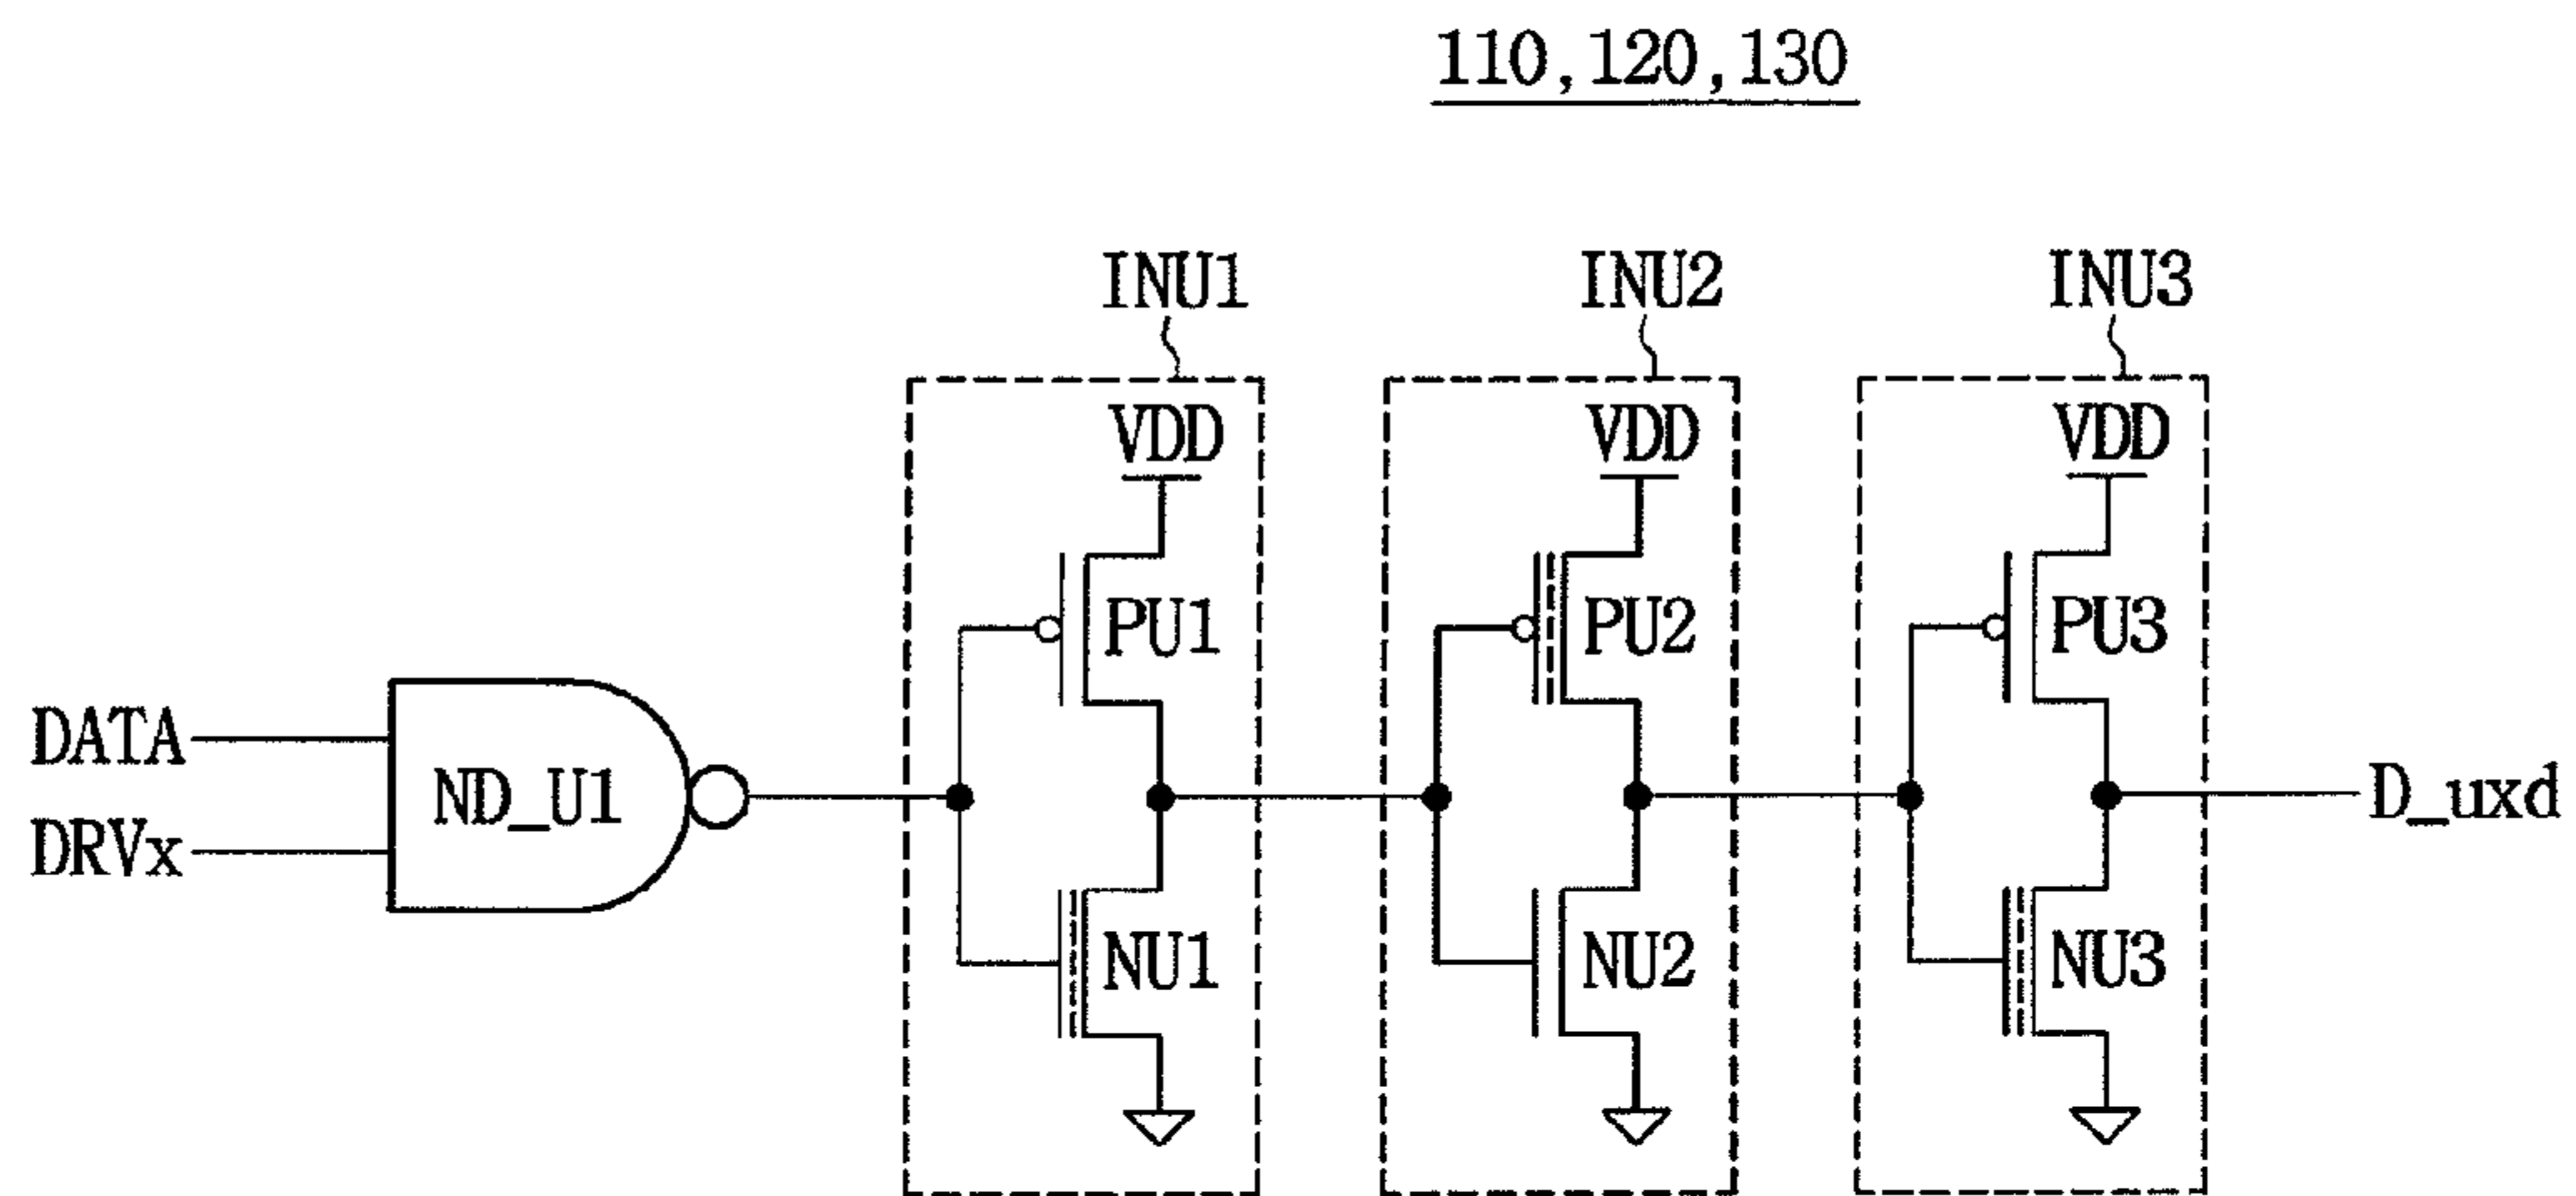 110,120,130
INU1
INU2
INU3
VDD
VDD
VDD
PU1
PU2
PU3
DATA
DRVx
ND_U1
D_uxd
NU1
NU2
NU3